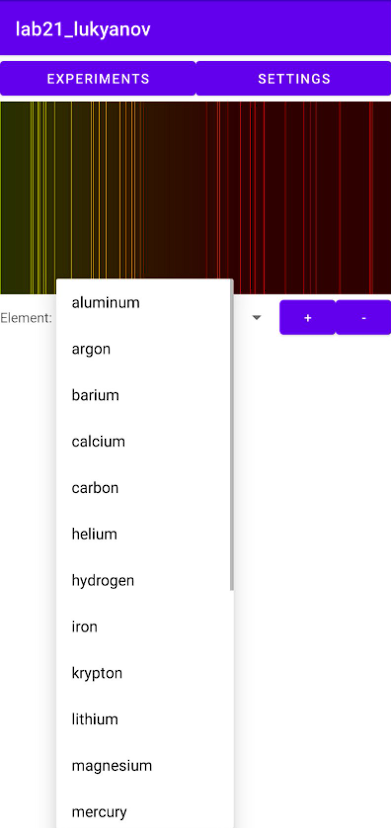 lab21_lukyanov
EXPERIMENTS
SETTINGS
Element:
+
-
aluminum
argon
barium
calcium
carbon
helium
hydrogen
iron
krypton
lithium
magnesium
mercury